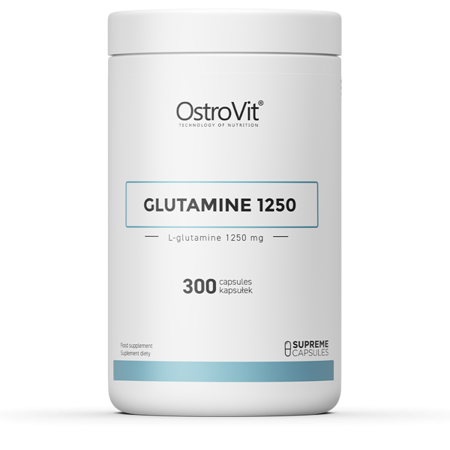 OstroVit®
TECHNOLOGY OF NUTRITION
GLUTAMINE 1250
L-glutamine 1250 mg
300 capsules
kapsułek
Food supplement
Suplement diety
SUPREME
CAPSULES